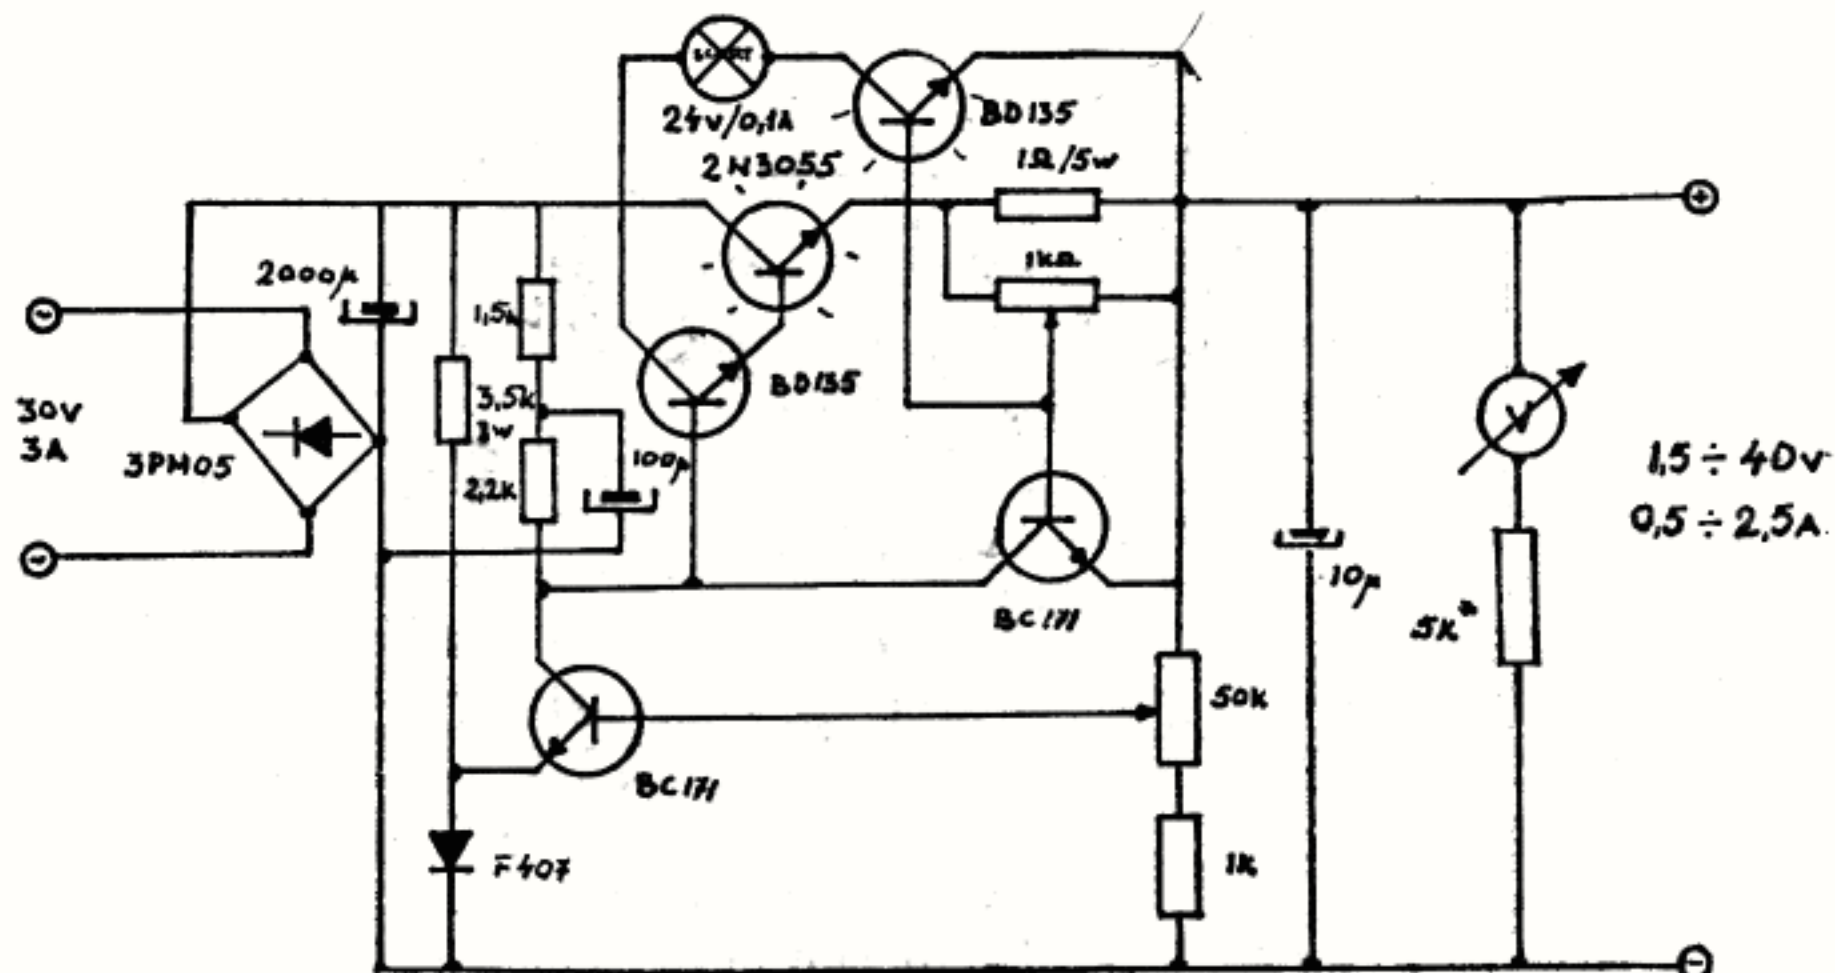 24V/0,1A
BD135
2N3055
1Ω/5W
2000µ
1kΩ
1,5k
30V
3A
3PM05
3,5k
3W
BD135
2,2k
100µ
1,5÷40V
0,5÷2,5A
10µ
5k*
BC171
50k
BC171
F407
1k
V
~
~
+
-